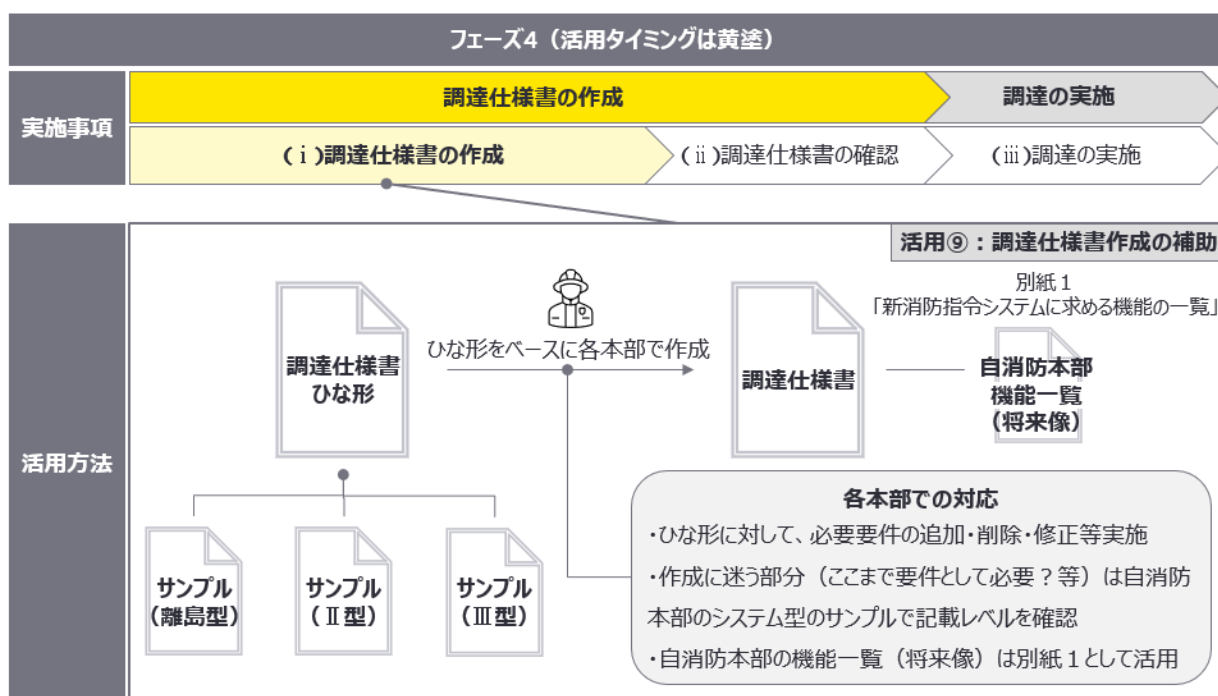 フェーズ4（活用タイミングは黄塗）
実施事項
調達仕様書の作成
調達の実施
(ⅰ)調達仕様書の作成
(ⅱ)調達仕様書の確認
(ⅲ)調達の実施
活用方法
活用⑨：調達仕様書作成の補助
別紙１
「新消防指令システムに求める機能の一覧」
調達仕様書
ひな形
ひな形をベースに各本部で作成
調達仕様書
自消防本部
機能一覧
（将来像）
サンプル
（離島型）
サンプル
（Ⅱ型）
サンプル
（Ⅲ型）
各本部での対応
・ひな形に対して、必要要件の追加・削除・修正等実施
・作成に迷う部分（ここまで要件として必要？等）は自消防
本部のシステム型のサンプルで記載レベルを確認
・自消防本部の機能一覧（将来像）は別紙１として活用